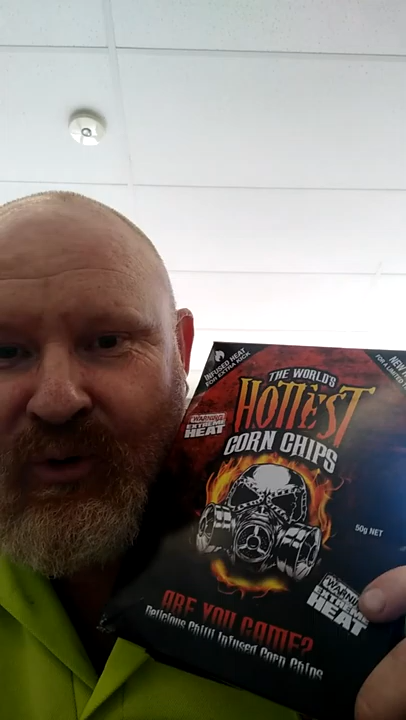 INFUSED HEAT
FOR EXTRA KICK
NEW
FOR A LIMITED
THE WORLD'S
HOTTEST
CORN CHIPS
WARNING
EXTREME
HEAT
50g NET
WARNING
EXTREME
HEAT
ARE YOU GAME?
Delicious Chilli Infused Corn Chips